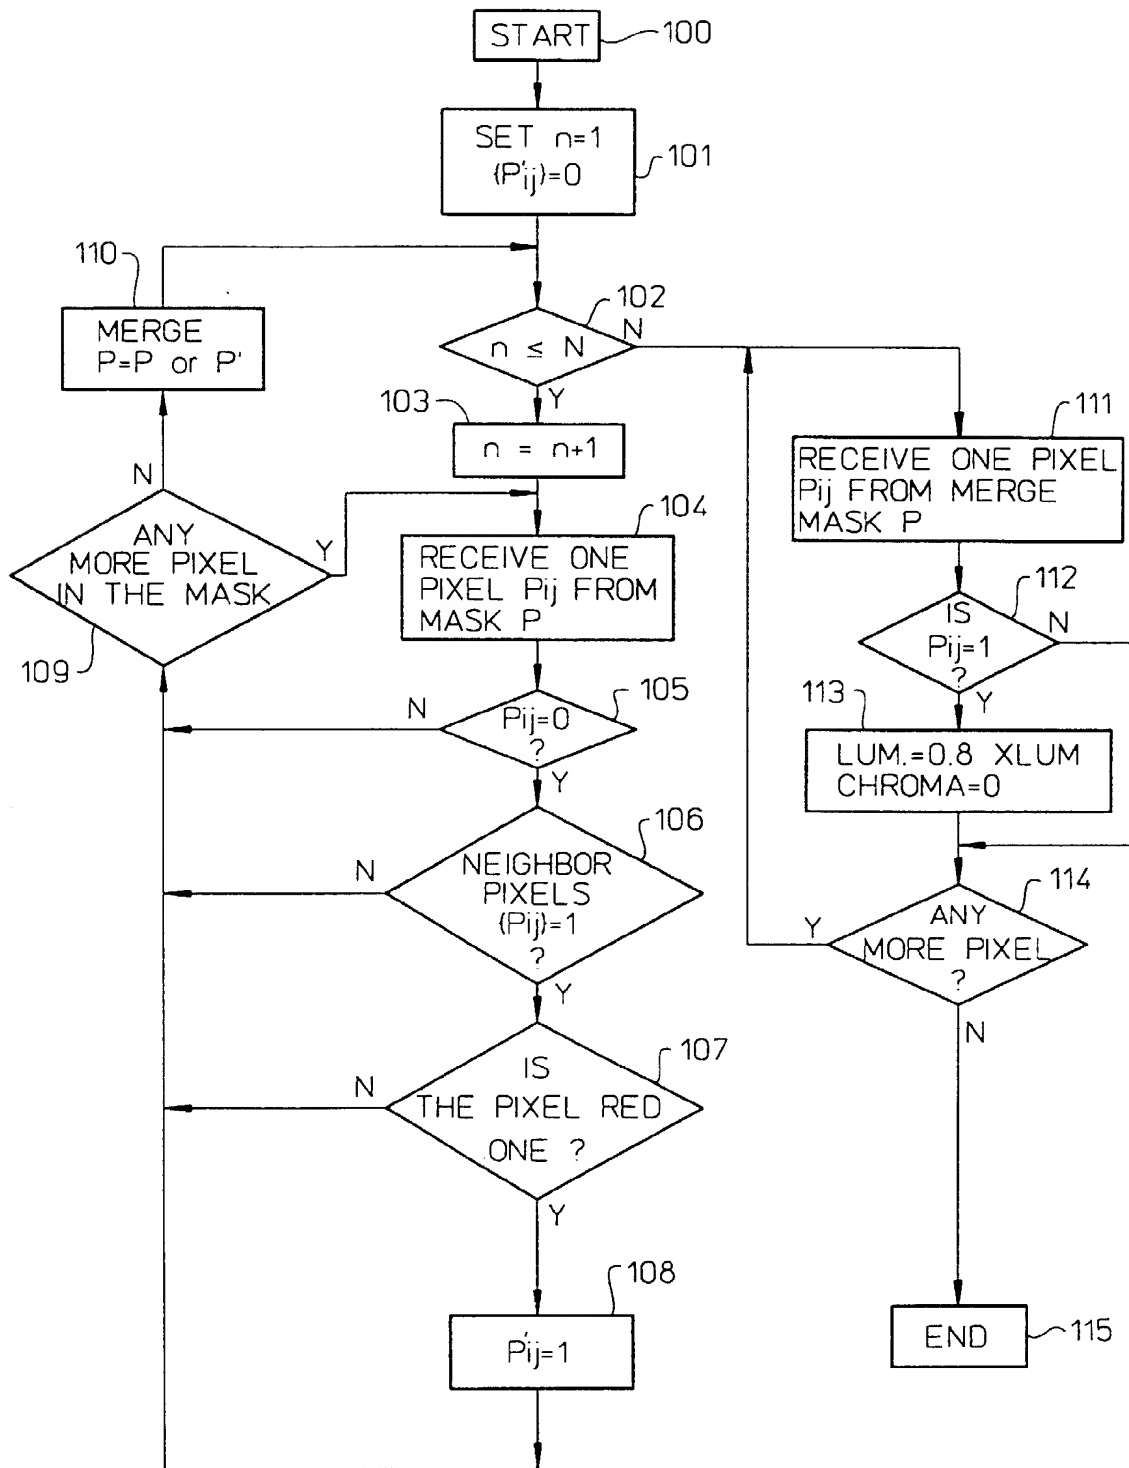 START
100
SET n=1
(P'ij)=0
101
110
MERGE
P=P or P'
102
n ≤ N
N
Y
103
n = n+1
N
ANY
MORE PIXEL
IN THE MASK
Y
109
104
RECEIVE ONE
PIXEL Pij FROM
MASK P
105
Pij=0
?
N
Y
106
NEIGHBOR
PIXELS
(Pij)=1
?
N
Y
107
IS
THE PIXEL RED
ONE ?
N
Y
108
P'ij=1
111
RECEIVE ONE PIXEL
Pij FROM MERGE
MASK P
112
IS
Pij=1
?
N
Y
113
LUM.=0.8 XLUM
CHROMA=0
114
ANY
MORE PIXEL
?
Y
N
END
115